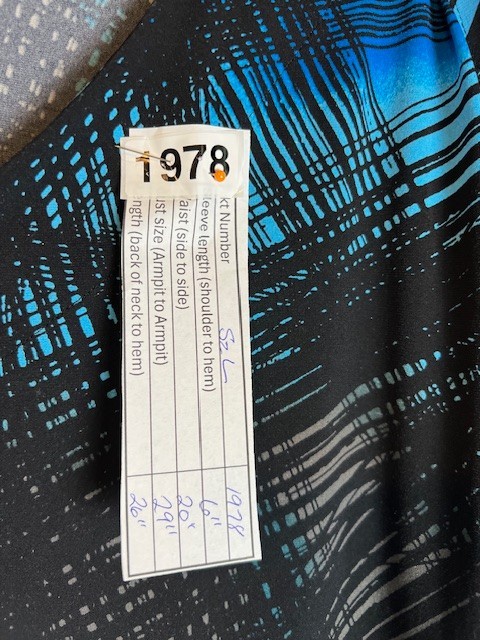 1978
kt Number Sz L 1978
eeve length (shoulder to hem) 6"
aist (side to side) 20"
ust size (Armpit to Armpit) 29"
ngth (back of neck to hem) 26"